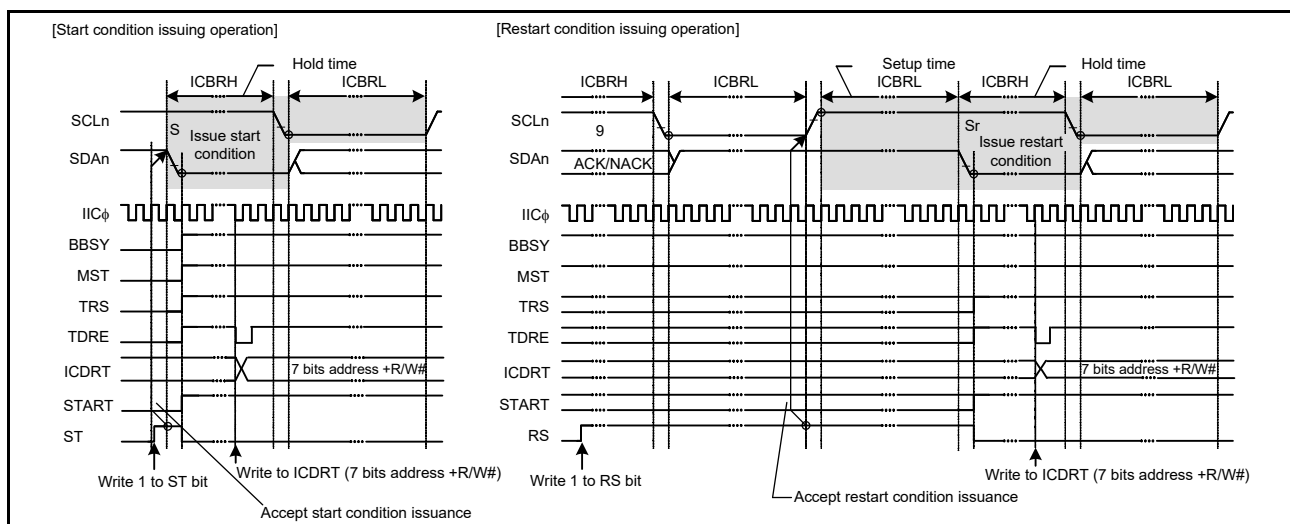 [Start condition issuing operation]
Hold time
ICBRH
ICBRL
SCLn
S
Issue start
condition
SDAn
IICϕ
BBSY
MST
TRS
TDRE
ICDRT
7 bits address +R/W#
START
ST
Write 1 to ST bit
Write to ICDRT (7 bits address +R/W#)
Accept start condition issuance
[Restart condition issuing operation]
Setup time
Hold time
ICBRH
ICBRL
ICBRL
ICBRH
ICBRL
SCLn
9
Sr
Issue restart
condition
SDAn
ACK/NACK
IICϕ
BBSY
MST
TRS
TDRE
ICDRT
7 bits address +R/W#
START
RS
Write 1 to RS bit
Write to ICDRT (7 bits address +R/W#)
Accept restart condition issuance